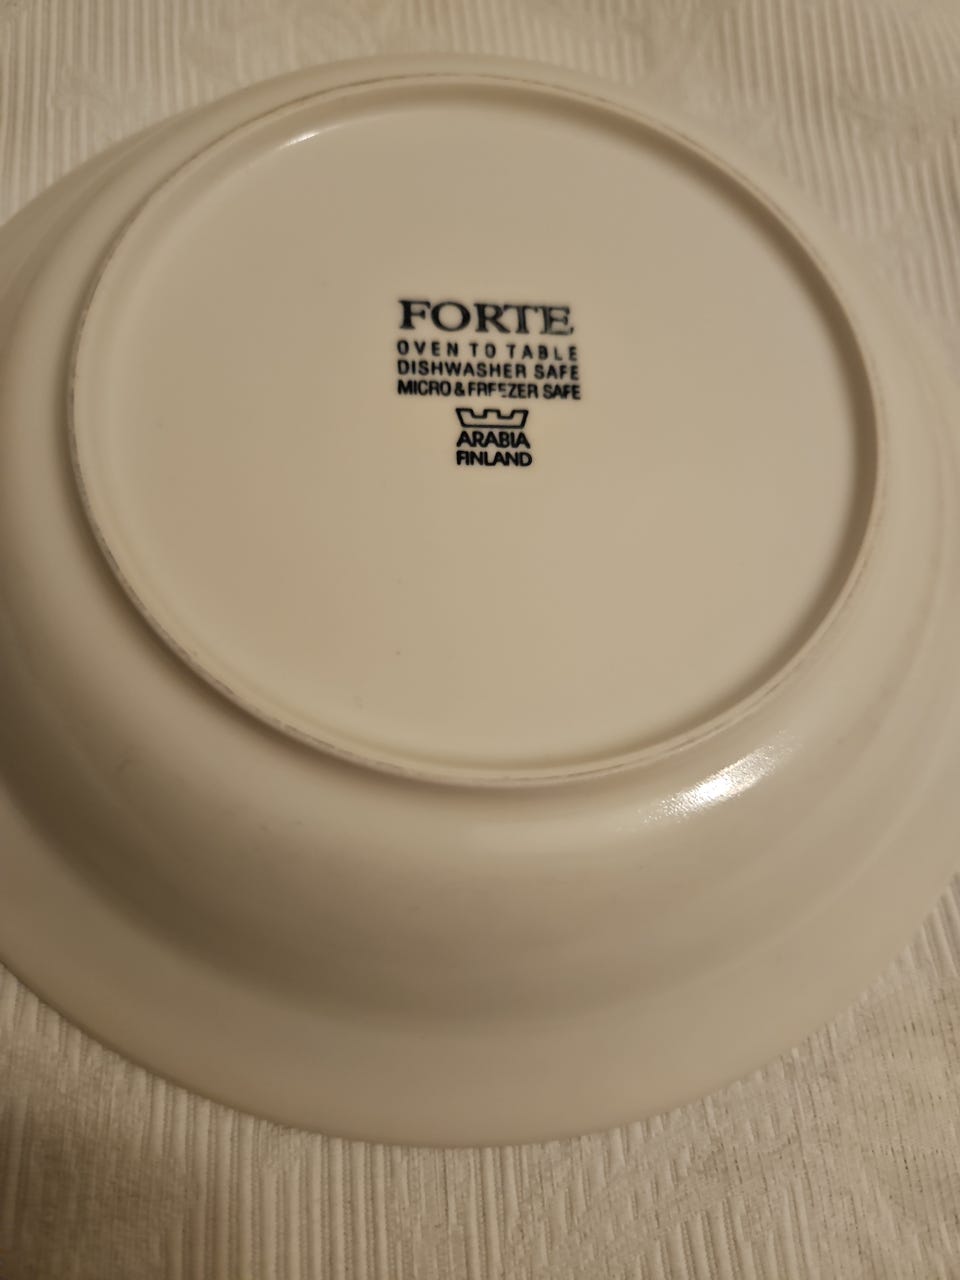 FORTE
OVEN TO TABLE
DISHWASHER SAFE
MICRO & FREEZER SAFE
ARABIA
FINLAND